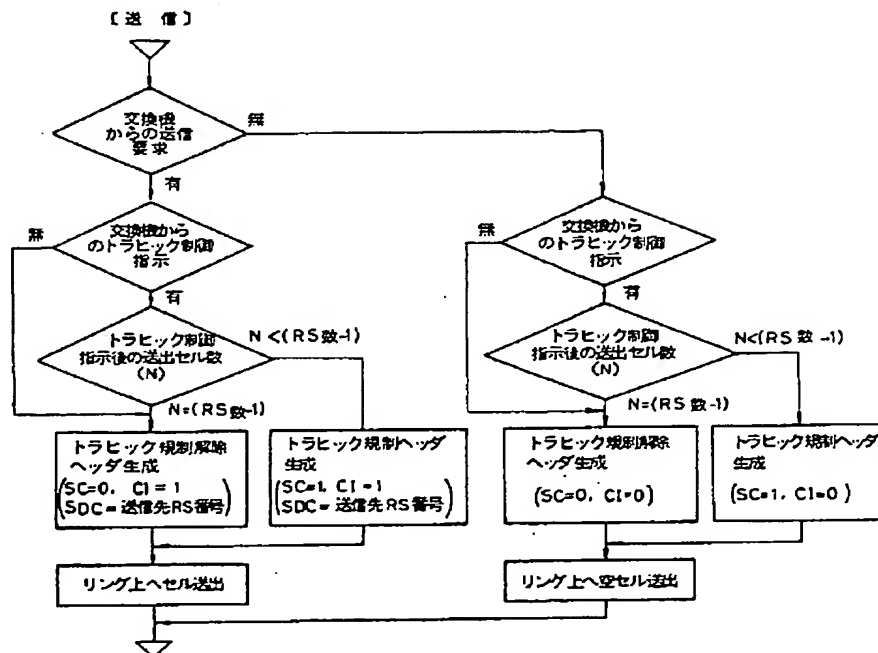 〔送 信〕
交換機
からの送信
要求
無
有
交換機から
のトラヒック制御
指示
無
有
トラヒック制御
指示後の送出セル数
(N)
N<(RS数-1)
N=(RS数-1)
トラヒック規制解除
ヘッダ生成
(SC=0, CI=1
SDC=送信先RS番号)
トラヒック規制ヘッダ
生成
(SC=1, CI=1
SDC=送信先RS番号)
リング上へセル送出
交換機から
のトラヒック制御
指示
無
有
トラヒック制御
指示後の送出セル数
(N)
N<(RS数-1)
N=(RS数-1)
トラヒック規制解除
ヘッダ生成
(SC=0, CI=0)
トラヒック規制ヘッダ
生成
(SC=1, CI=0)
リング上へ空セル送出